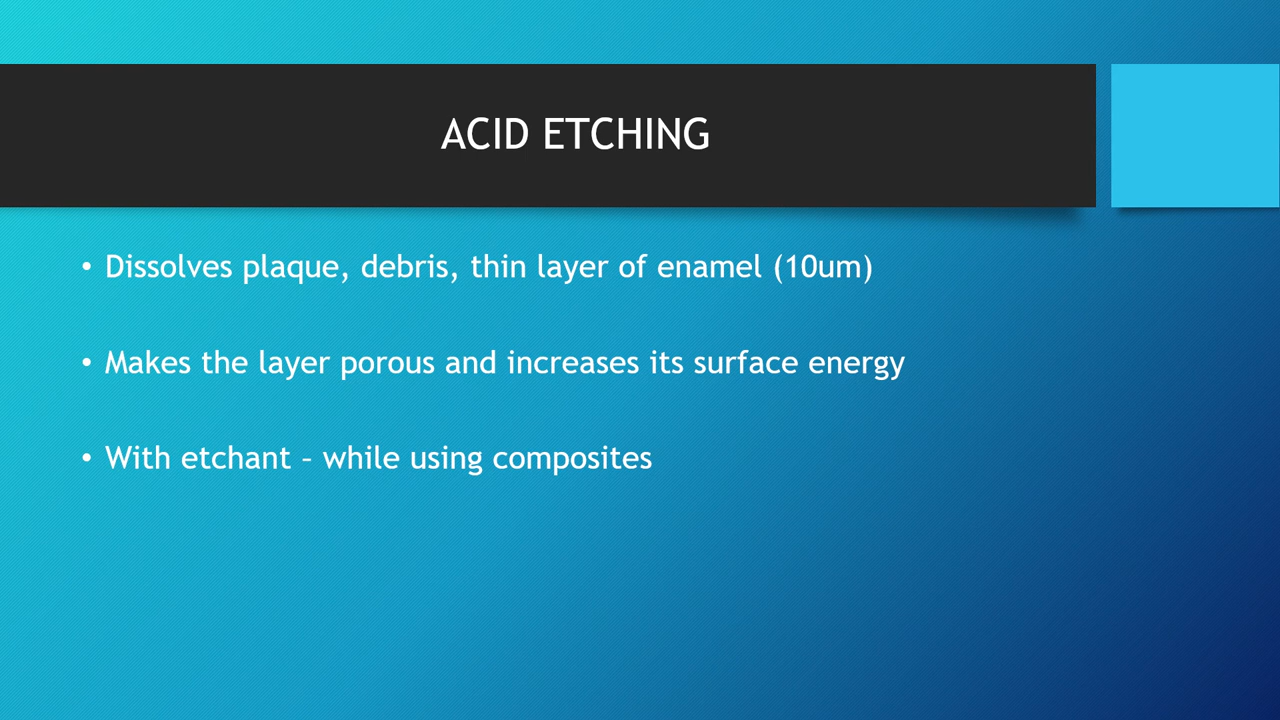 ACID ETCHING
• Dissolves plaque, debris, thin layer of enamel (10um)
• Makes the layer porous and increases its surface energy
• With etchant – while using composites